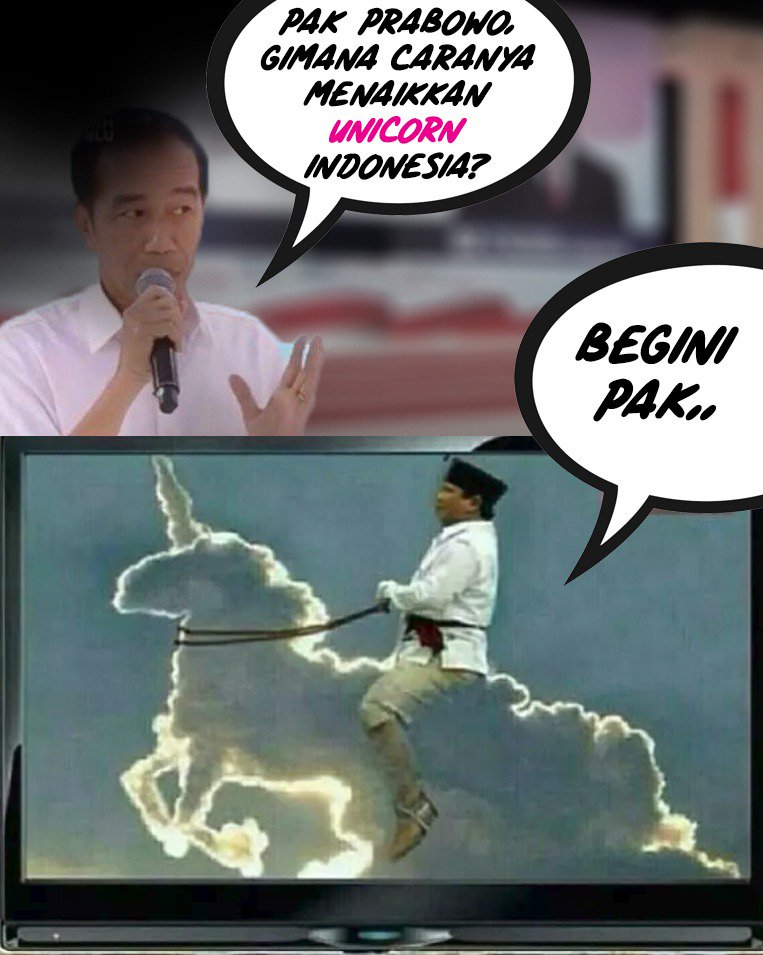 PAK PRABOWO.
GIMANA CARANYA
MENAIKKAN
UNICORN
INDONESIA?
BEGINI
PAK..